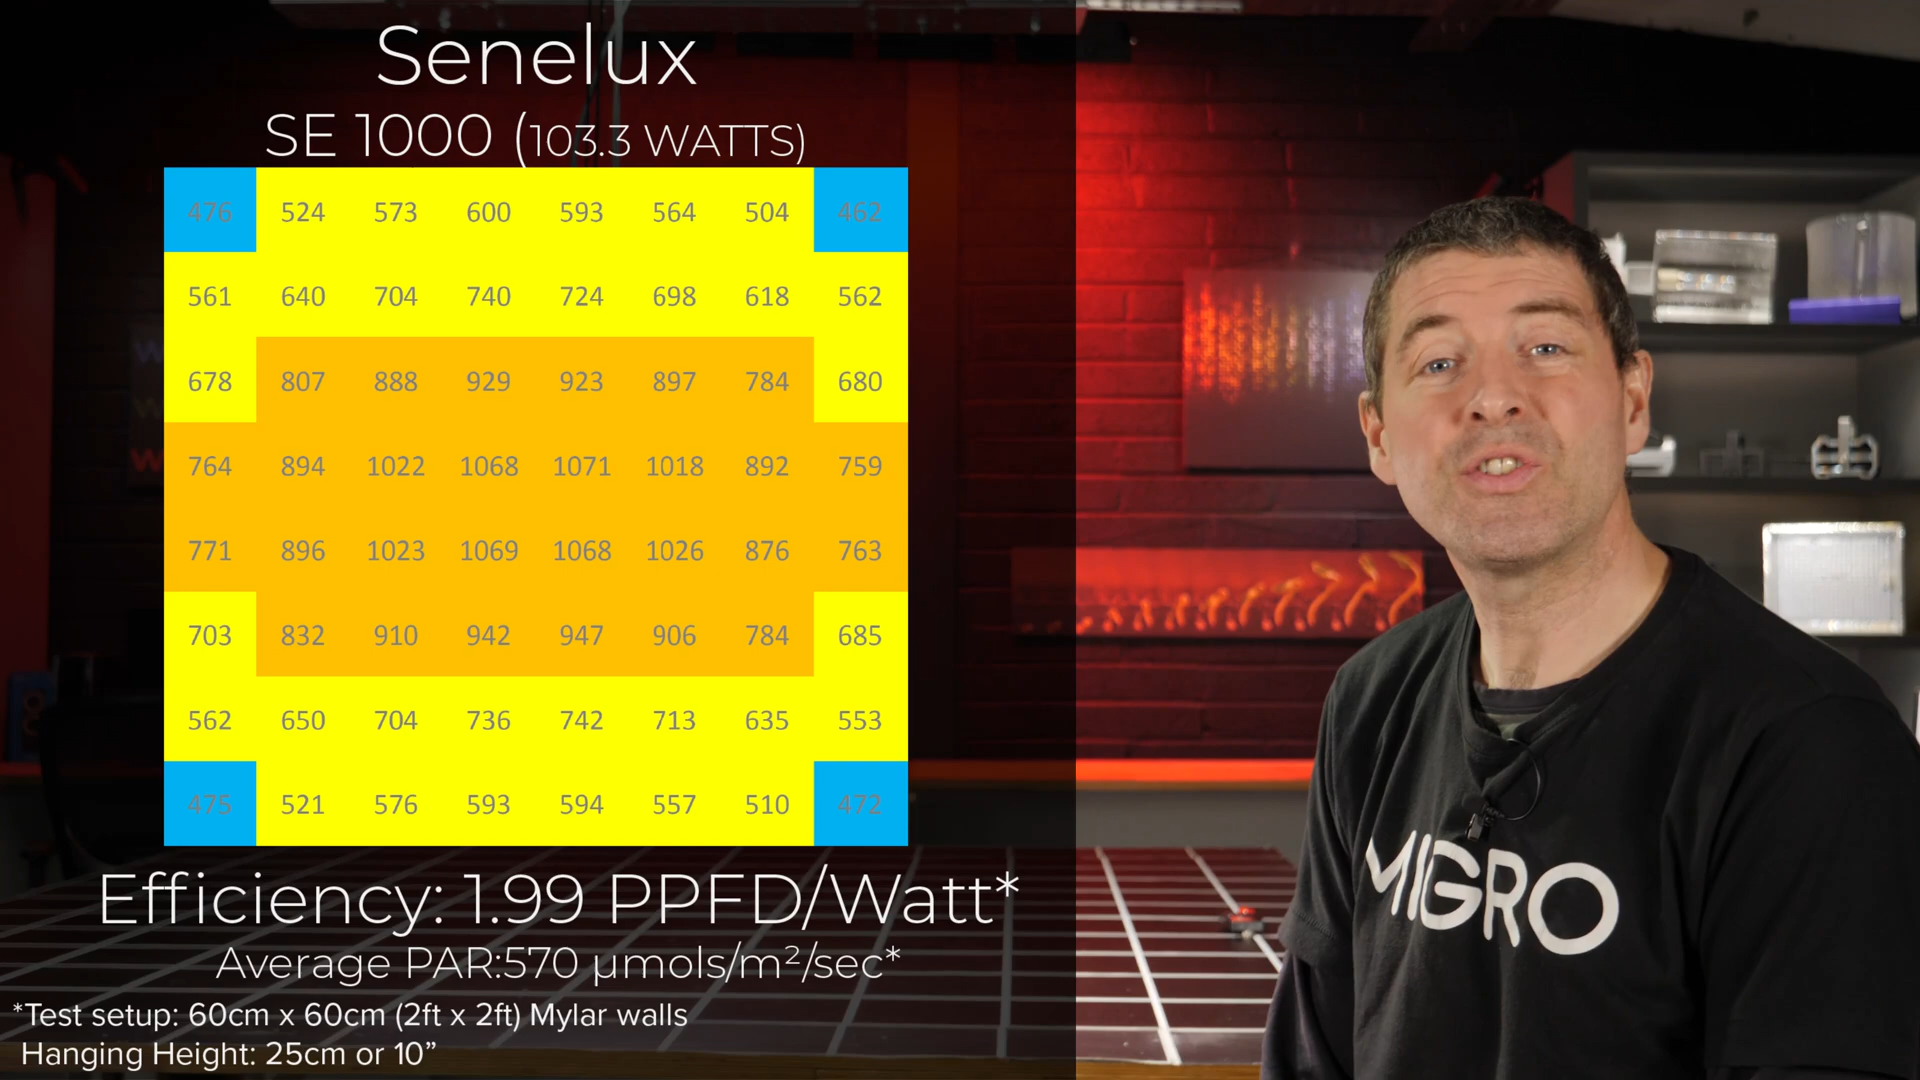 Senelux
SE 1000 (103.3 WATTS)
476 524 573 600 593 564 504 462
561 640 704 740 724 698 618 562
678 807 888 929 923 897 784 680
764 894 1022 1068 1071 1018 892 759
771 896 1023 1069 1068 1026 876 763
703 832 910 942 947 906 784 685
562 650 704 736 742 713 635 553
475 521 576 593 594 557 510 472
Efficiency: 1.99 PPFD/Watt*
Average PAR:570 µmols/m²/sec*
*Test setup: 60cm x 60cm (2ft x 2ft) Mylar walls
Hanging Height: 25cm or 10”
MIGRO